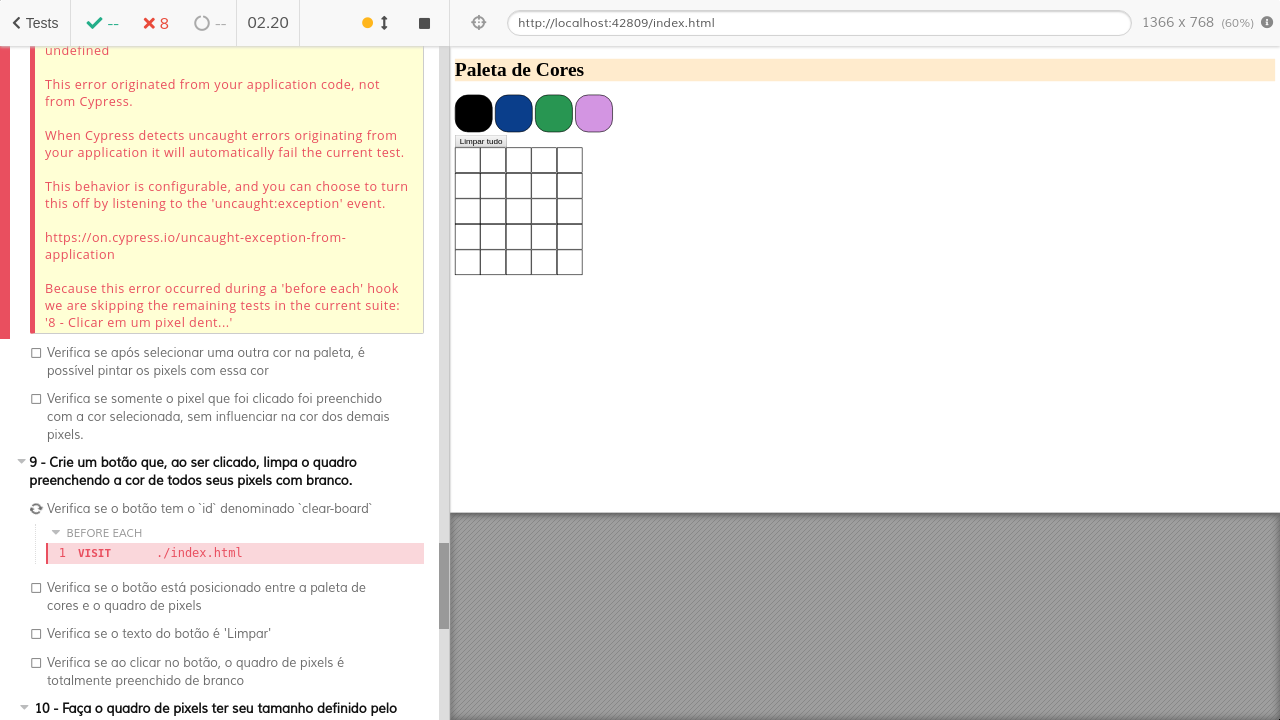 Tests
--
8
--
02.20
http://localhost:42809/index.html
1366 x 768 (60%)
undefined
This error originated from your application code, not
from Cypress.
When Cypress detects uncaught errors originating from
your application it will automatically fail the current test.
This behavior is configurable, and you can choose to turn
this off by listening to the 'uncaught:exception' event.
https://on.cypress.io/uncaught-exception-from-
application
Because this error occurred during a 'before each' hook
we are skipping the remaining tests in the current suite:
'8 - Clicar em um pixel dent...'
Verifica se após selecionar uma outra cor na paleta, é
possível pintar os pixels com essa cor
Verifica se somente o pixel que foi clicado foi preenchido
com a cor selecionada, sem influenciar na cor dos demais
pixels.
9 - Crie um botão que, ao ser clicado, limpa o quadro
preenchendo a cor de todos seus pixels com branco.
Verifica se o botão tem o `id` denominado `clear-board`
BEFORE EACH
1 VISIT ./index.html
Verifica se o botão está posicionado entre a paleta de
cores e o quadro de pixels
Verifica se o texto do botão é 'Limpar'
Verifica se ao clicar no botão, o quadro de pixels é
totalmente preenchido de branco
10 - Faça o quadro de pixels ter seu tamanho definido pelo
Paleta de Cores
Limpar tudo